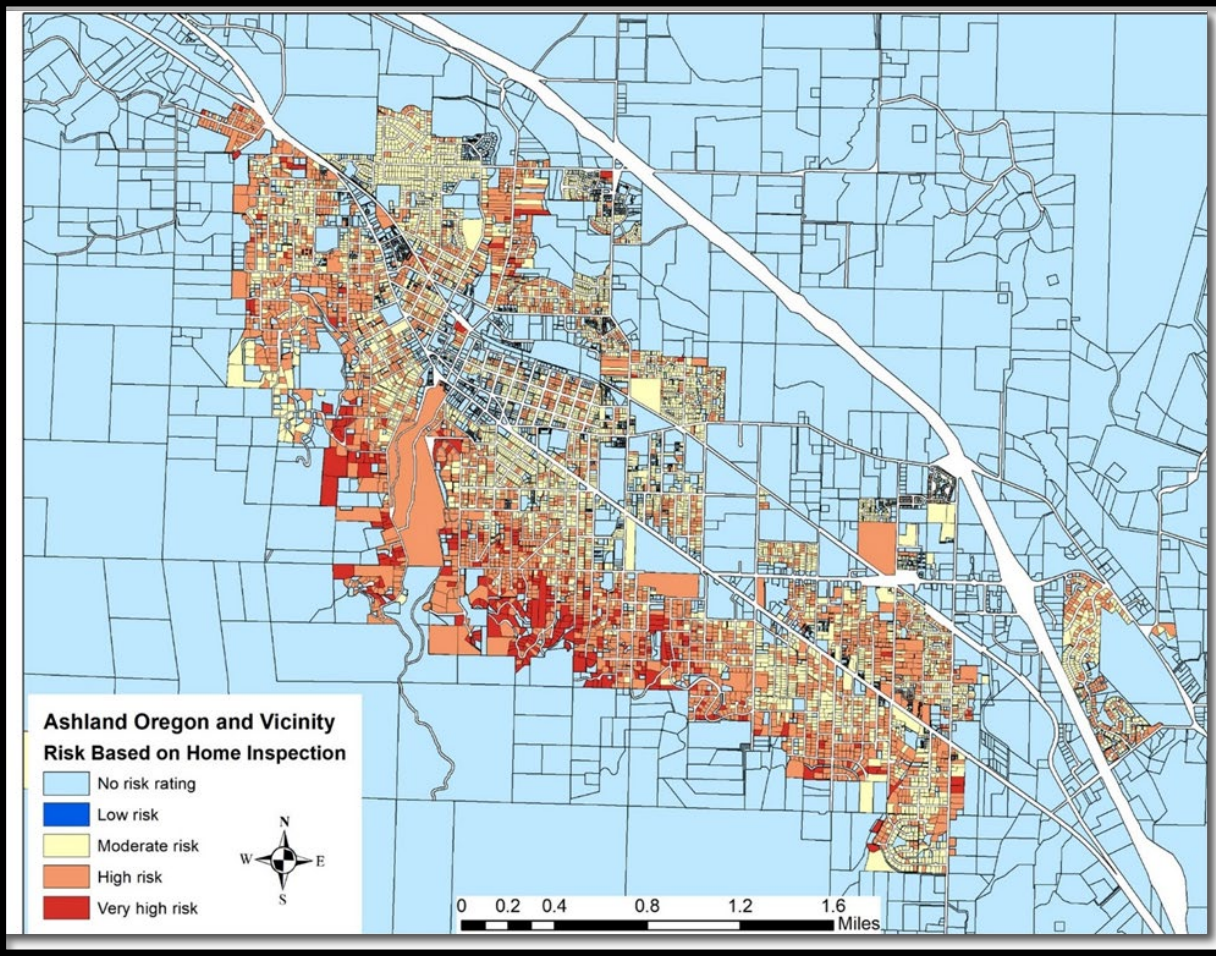 Ashland Oregon and Vicinity
Risk Based on Home Inspection
No risk rating
Low risk
Moderate risk
High risk
Very high risk
N
W E
S
0 0.2 0.4 0.8 1.2 1.6
Miles